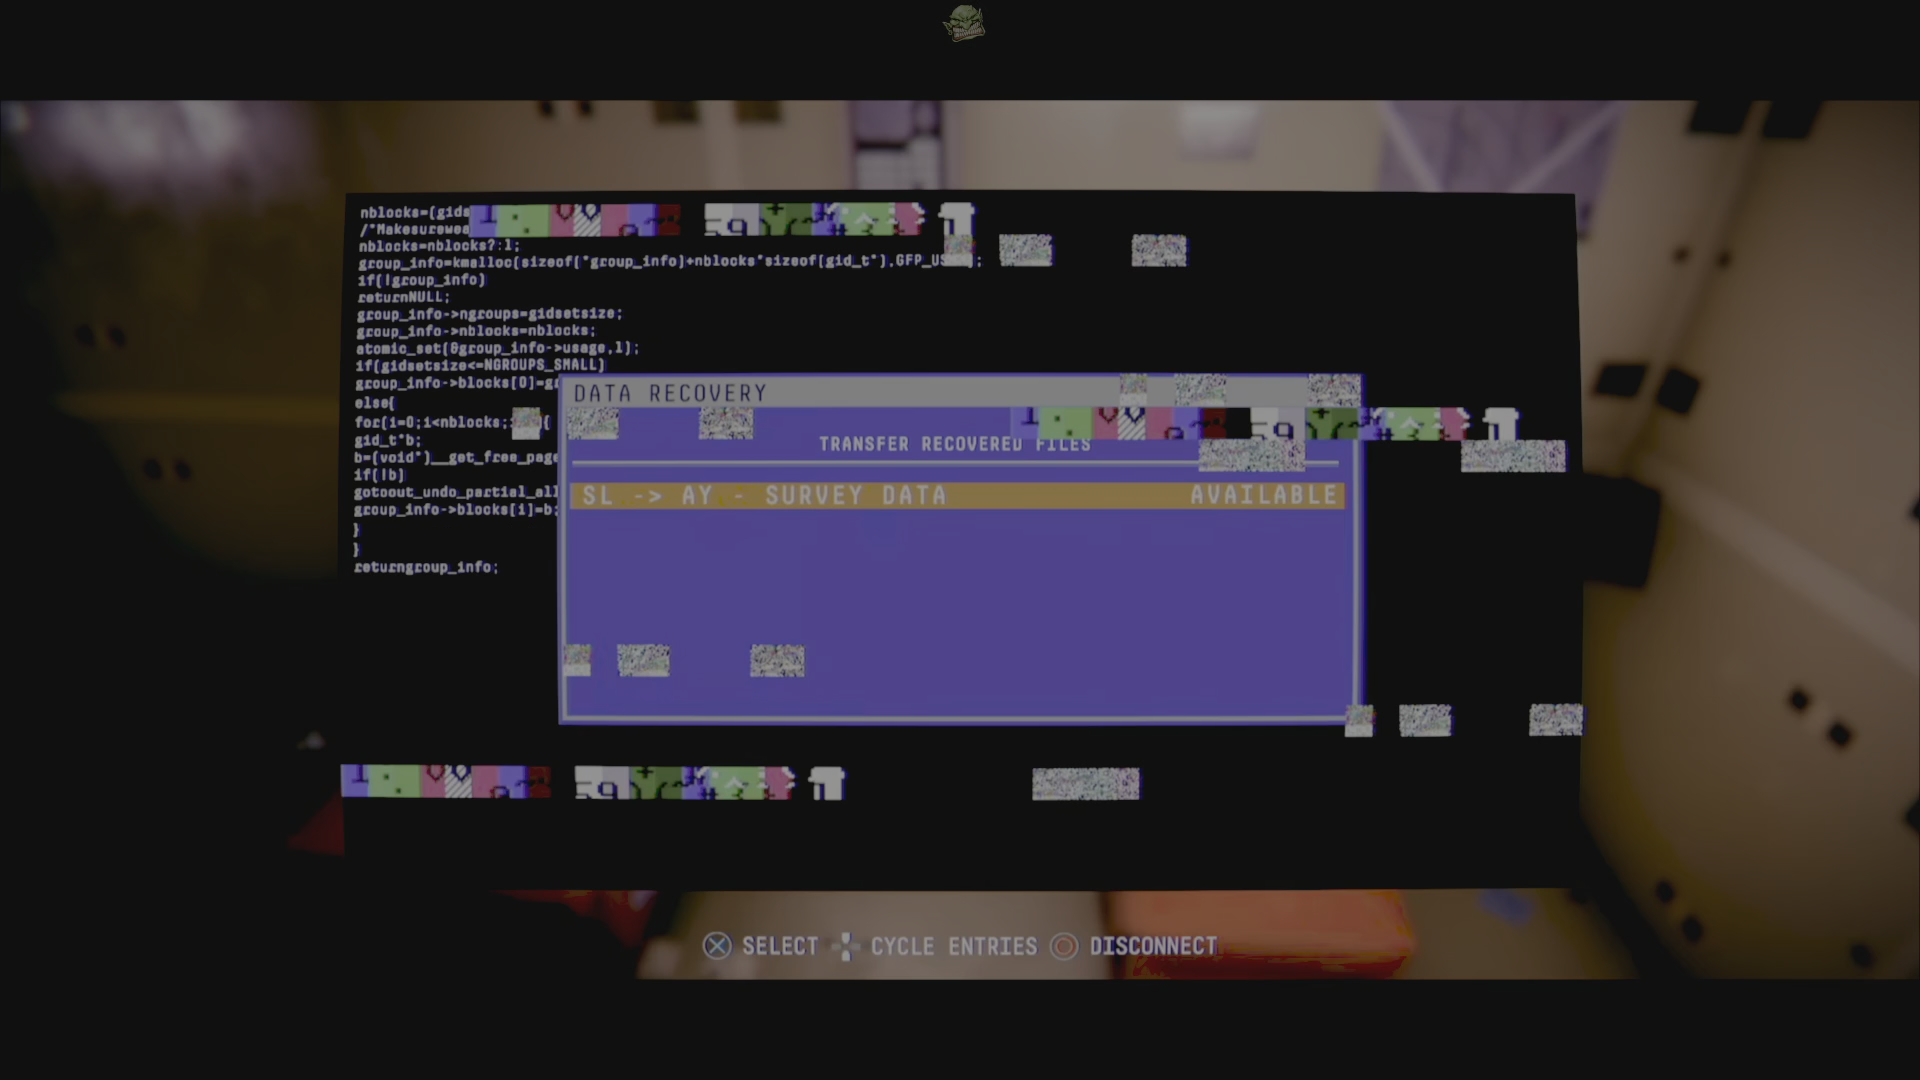 nblocks=(gids
/*Makesurewea
nblocks=nblocks?:1;
group_info=kmalloc(sizeof(*group_info)+nblocks*sizeof(gid_t*),GFP_US
if(!group_info)
returnNULL;
group_info->ngroups=gidsetsize;
group_info->nblocks=nblocks;
atomic_set(&group_info->usage,1);
if(gidsetsize<=NGROUPS_SMALL)
group_info->blocks[0]=gr
else{
for(i=0;i<nblocks;
gid_t*b;
b=(void*)__get_free_page
if(!b)
gotoout_undo_partial_all
group_info->blocks[i]=b;
}
}
returngroup_info;
DATA RECOVERY
TRANSFER RECOVERED FILES
SL -> AY - SURVEY DATA AVAILABLE
SELECT CYCLE ENTRIES DISCONNECT